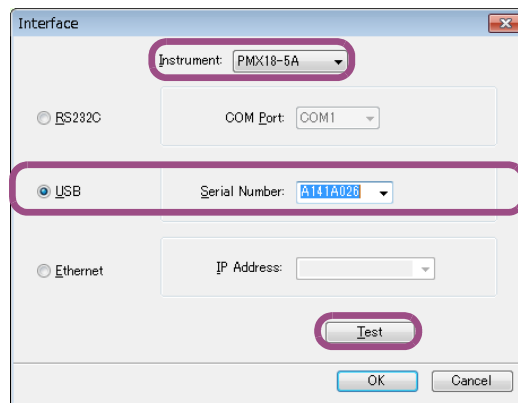 Interface
Instrument: PMX18-5A
RS232C COM Port: COM1
USB Serial Number: A141A026
Ethernet IP Address:
Test
OK Cancel